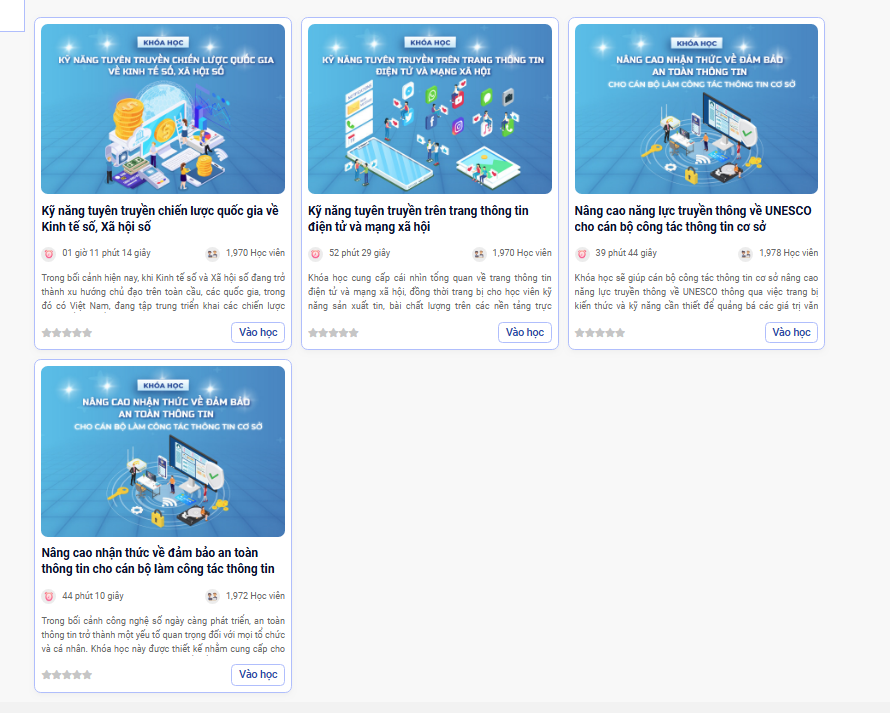 KHÓA HỌC
KỸ NĂNG TUYÊN TRUYỀN CHIẾN LƯỢC QUỐC GIA
VỀ KINH TẾ SỐ, XÃ HỘI SỐ
Kỹ năng tuyên truyền chiến lược quốc gia về
Kinh tế số, Xã hội số
01 giờ 11 phút 14 giây
1,970 Học viên
Trong bối cảnh hiện nay, khi Kinh tế số và Xã hội số đang trở
thành xu hướng chủ đạo trên toàn cầu, các quốc gia, trong
đó có Việt Nam, đang tập trung triển khai các chiến lược
Vào học
KHÓA HỌC
KỸ NĂNG TUYÊN TRUYỀN TRÊN TRANG THÔNG TIN
ĐIỆN TỬ VÀ MẠNG XÃ HỘI
Kỹ năng tuyên truyền trên trang thông tin
điện tử và mạng xã hội
52 phút 29 giây
1,970 Học viên
Khóa học cung cấp cái nhìn tổng quan về trang thông tin
điện tử và mạng xã hội, đồng thời trang bị cho học viên kỹ
năng sản xuất tin, bài chất lượng trên các nền tảng trực
Vào học
KHÓA HỌC
NÂNG CAO NHẬN THỨC VỀ ĐẢM BẢO
AN TOÀN THÔNG TIN
CHO CÁN BỘ LÀM CÔNG TÁC THÔNG TIN CƠ SỞ
Nâng cao năng lực truyền thông về UNESCO
cho cán bộ công tác thông tin cơ sở
39 phút 44 giây
1,978 Học viên
Khóa học sẽ giúp cán bộ công tác thông tin cơ sở nâng cao
năng lực truyền thông về UNESCO thông qua việc trang bị
kiến thức và kỹ năng cần thiết để quảng bá các giá trị văn
Vào học
KHÓA HỌC
NÂNG CAO NHẬN THỨC VỀ ĐẢM BẢO
AN TOÀN THÔNG TIN
CHO CÁN BỘ LÀM CÔNG TÁC THÔNG TIN CƠ SỞ
Nâng cao nhận thức về đảm bảo an toàn
thông tin cho cán bộ làm công tác thông tin
44 phút 10 giây
1,972 Học viên
Trong bối cảnh công nghệ số ngày càng phát triển, an toàn
thông tin trở thành một yếu tố quan trọng đối với mọi tổ chức
và cá nhân. Khóa học này được thiết kế nhằm cung cấp cho
Vào học